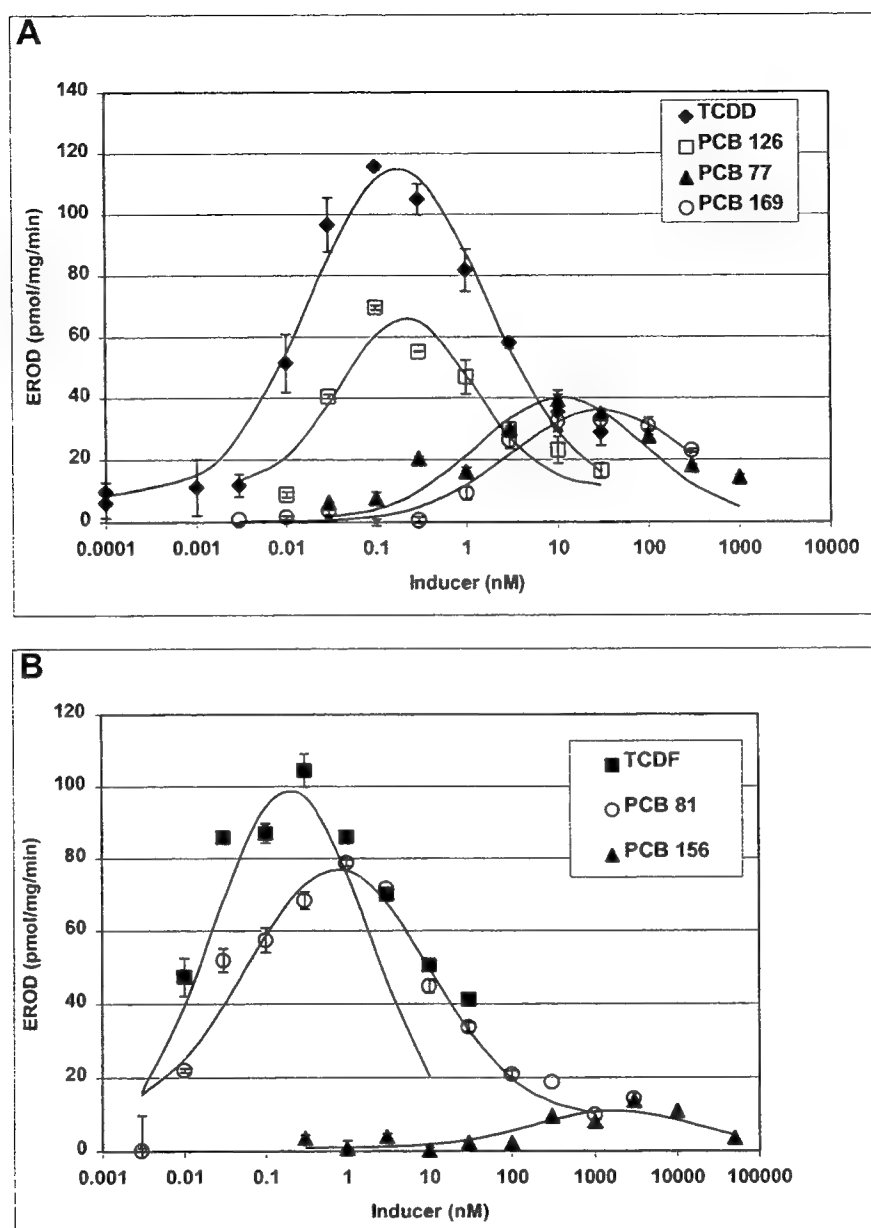 A
TCDD
PCB 126
PCB 77
PCB 169
EROD (pmol/mg/min)
140
120
100
80
60
40
20
0
0.0001 0.001 0.01 0.1 1 10 100 1000 10000
Inducer (nM)
B
TCDF
PCB 81
PCB 156
EROD (pmol/mg/min)
120
100
80
60
40
20
0
0.001 0.01 0.1 1 10 100 1000 10000 100000
Inducer (nM)